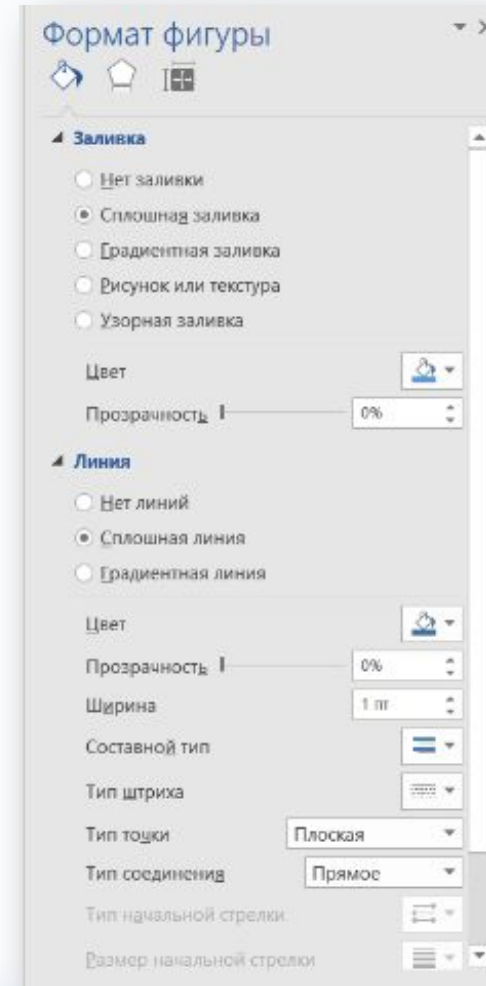 Формат фигуры
Заливка
Нет заливки
Сплошная заливка
Градиентная заливка
Рисунок или текстура
Узорная заливка
Цвет
Прозрачность 0%
Линия
Нет линий
Сплошная линия
Градиентная линия
Цвет
Прозрачность 0%
Ширина 1 пт
Составной тип
Тип штриха
Тип точки Плоская
Тип соединения Прямое
Тип начальной стрелки
Размер начальной стрелки